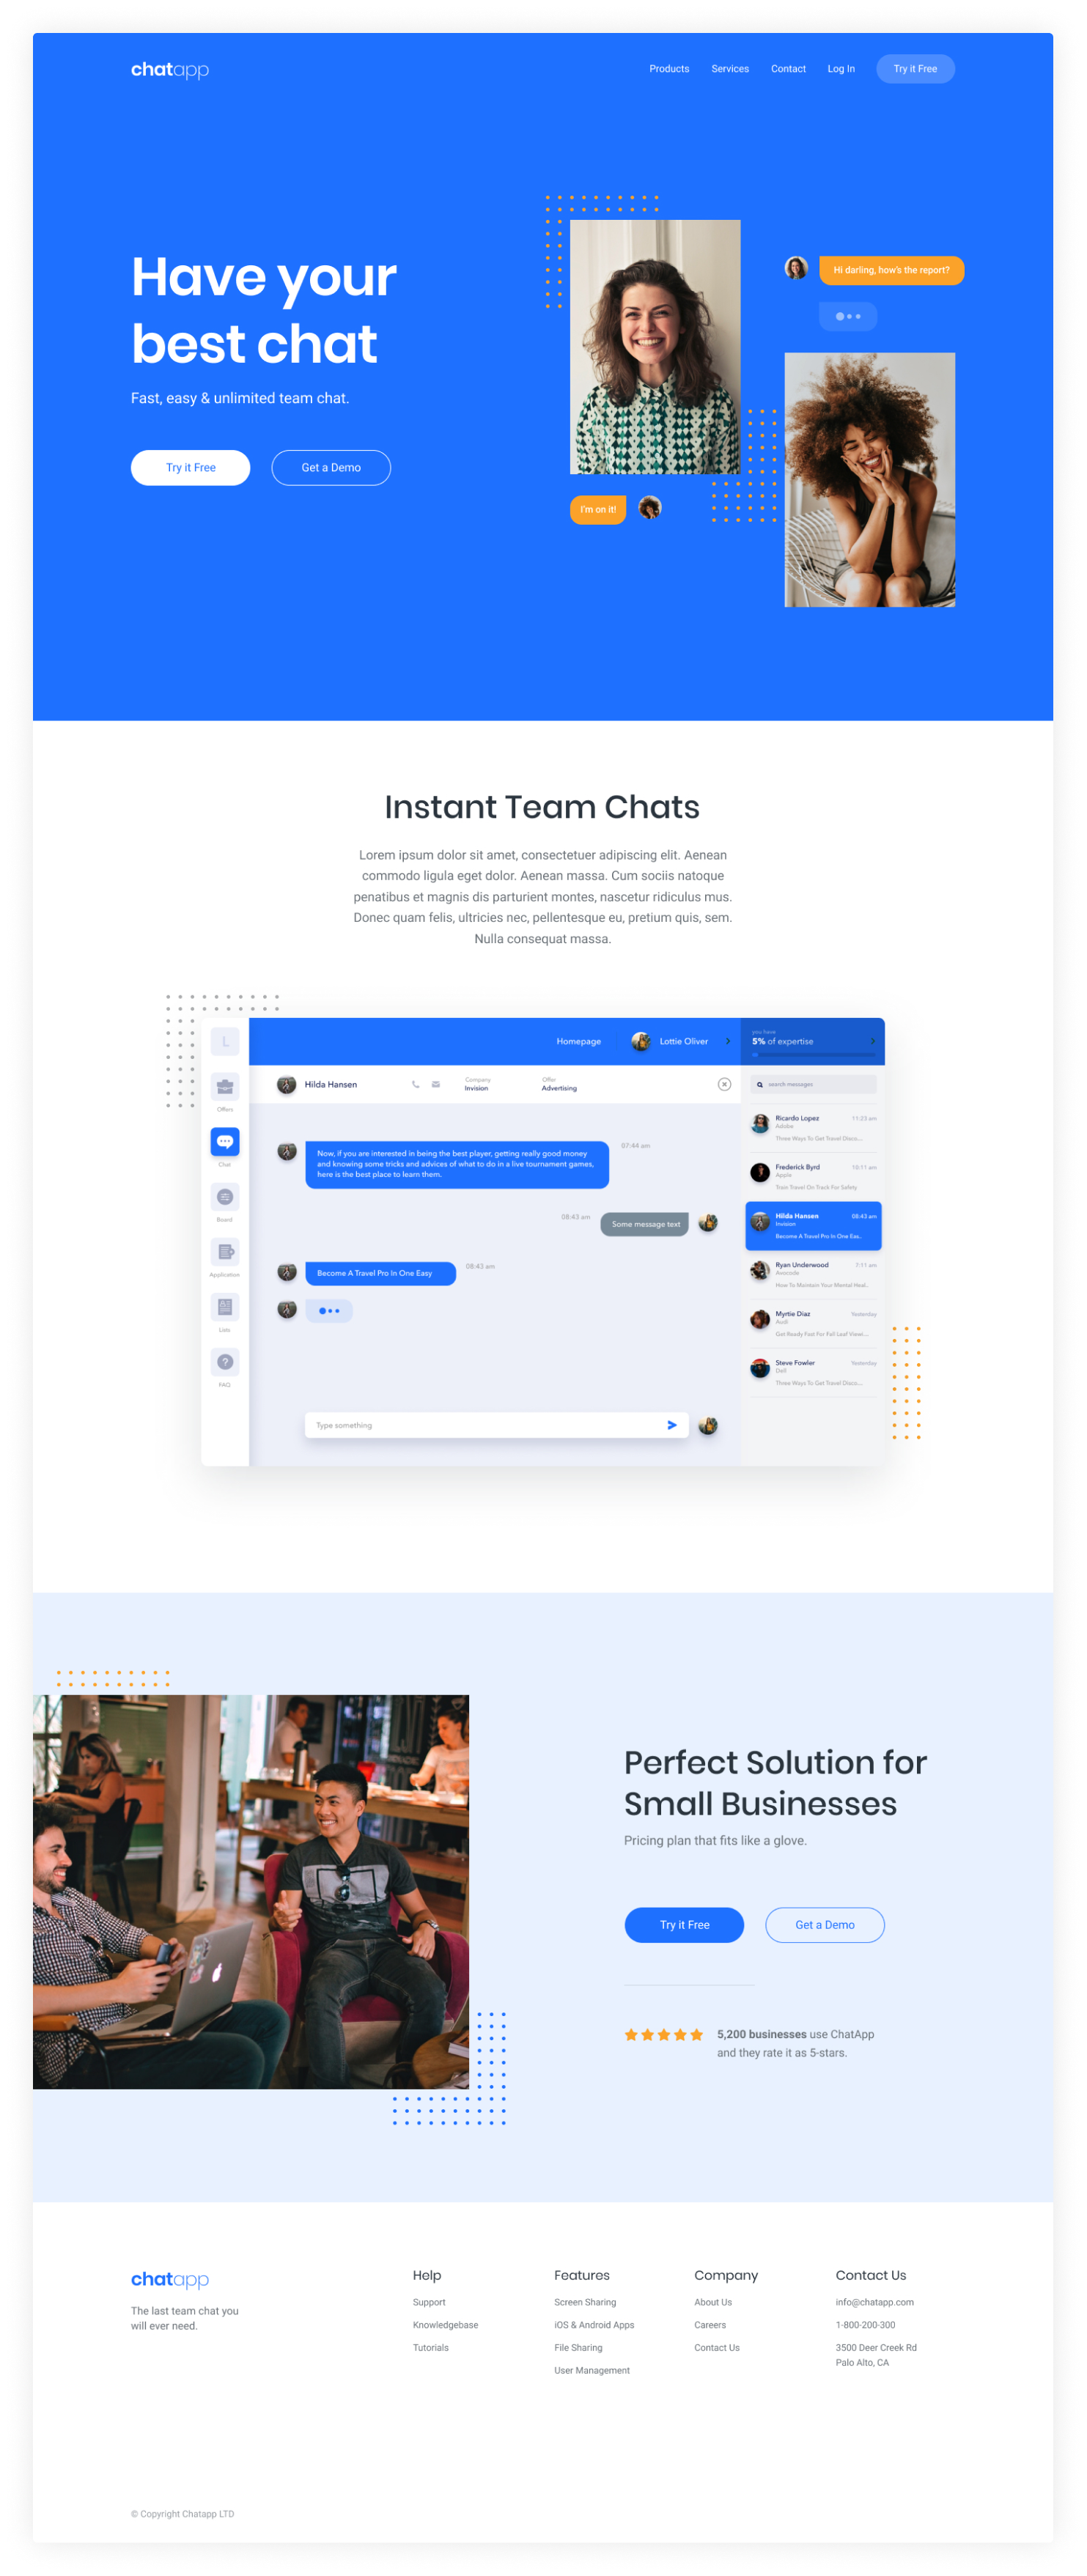 chatapp
Products Services Contact Log In Try it Free
Have your
best chat
Fast, easy & unlimited team chat.
Try it Free Get a Demo
Hi darling, how's the report?
I'm on it!
Instant Team Chats
Lorem ipsum dolor sit amet, consectetuer adipiscing elit. Aenean
commodo ligula eget dolor. Aenean massa. Cum sociis natoque
penatibus et magnis dis parturient montes, nascetur ridiculus mus.
Donec quam felis, ultricies nec, pellentesque eu, pretium quis, sem.
Nulla consequat massa.
L
Offers
Chat
Board
Application
Lists
FAQ
Homepage Lottie Oliver
Hilda Hansen
Company
Invision
Offer
Advertising
Now, if you are interested in being the best player, getting really good money
and knowing some tricks and advices of what to do in a live tournament games,
here is the best place to learn them.
07:44 am
08:43 am Some message text
Become A Travel Pro In One Easy 08:43 am
Type something
you have
5% of expertise
search messages
Ricardo Lopez 11:23 am
Adobe
Three Ways To Get Travel Disco...
Frederick Byrd 10:11 am
Apple
Train Travel On Track For Safety
Hilda Hansen 08:43 am
Invision
Become A Travel Pro In One Eas..
Ryan Underwood 7:11 am
Avocode
How To Maintain Your Mental Heal..
Myrtie Diaz Yesterday
Audi
Get Ready Fast For Fall Leaf Viewi...
Steve Fowler Yesterday
Dell
Three Ways To Get Travel Disco...
Perfect Solution for
Small Businesses
Pricing plan that fits like a glove.
Try it Free Get a Demo
5,200 businesses use ChatApp
and they rate it as 5-stars.
chatapp
The last team chat you
will ever need.
Help
Support
Knowledgebase
Tutorials
Features
Screen Sharing
iOS & Android Apps
File Sharing
User Management
Company
About Us
Careers
Contact Us
Contact Us
info@chatapp.com
1-800-200-300
3500 Deer Creek Rd
Palo Alto, CA
© Copyright Chatapp LTD